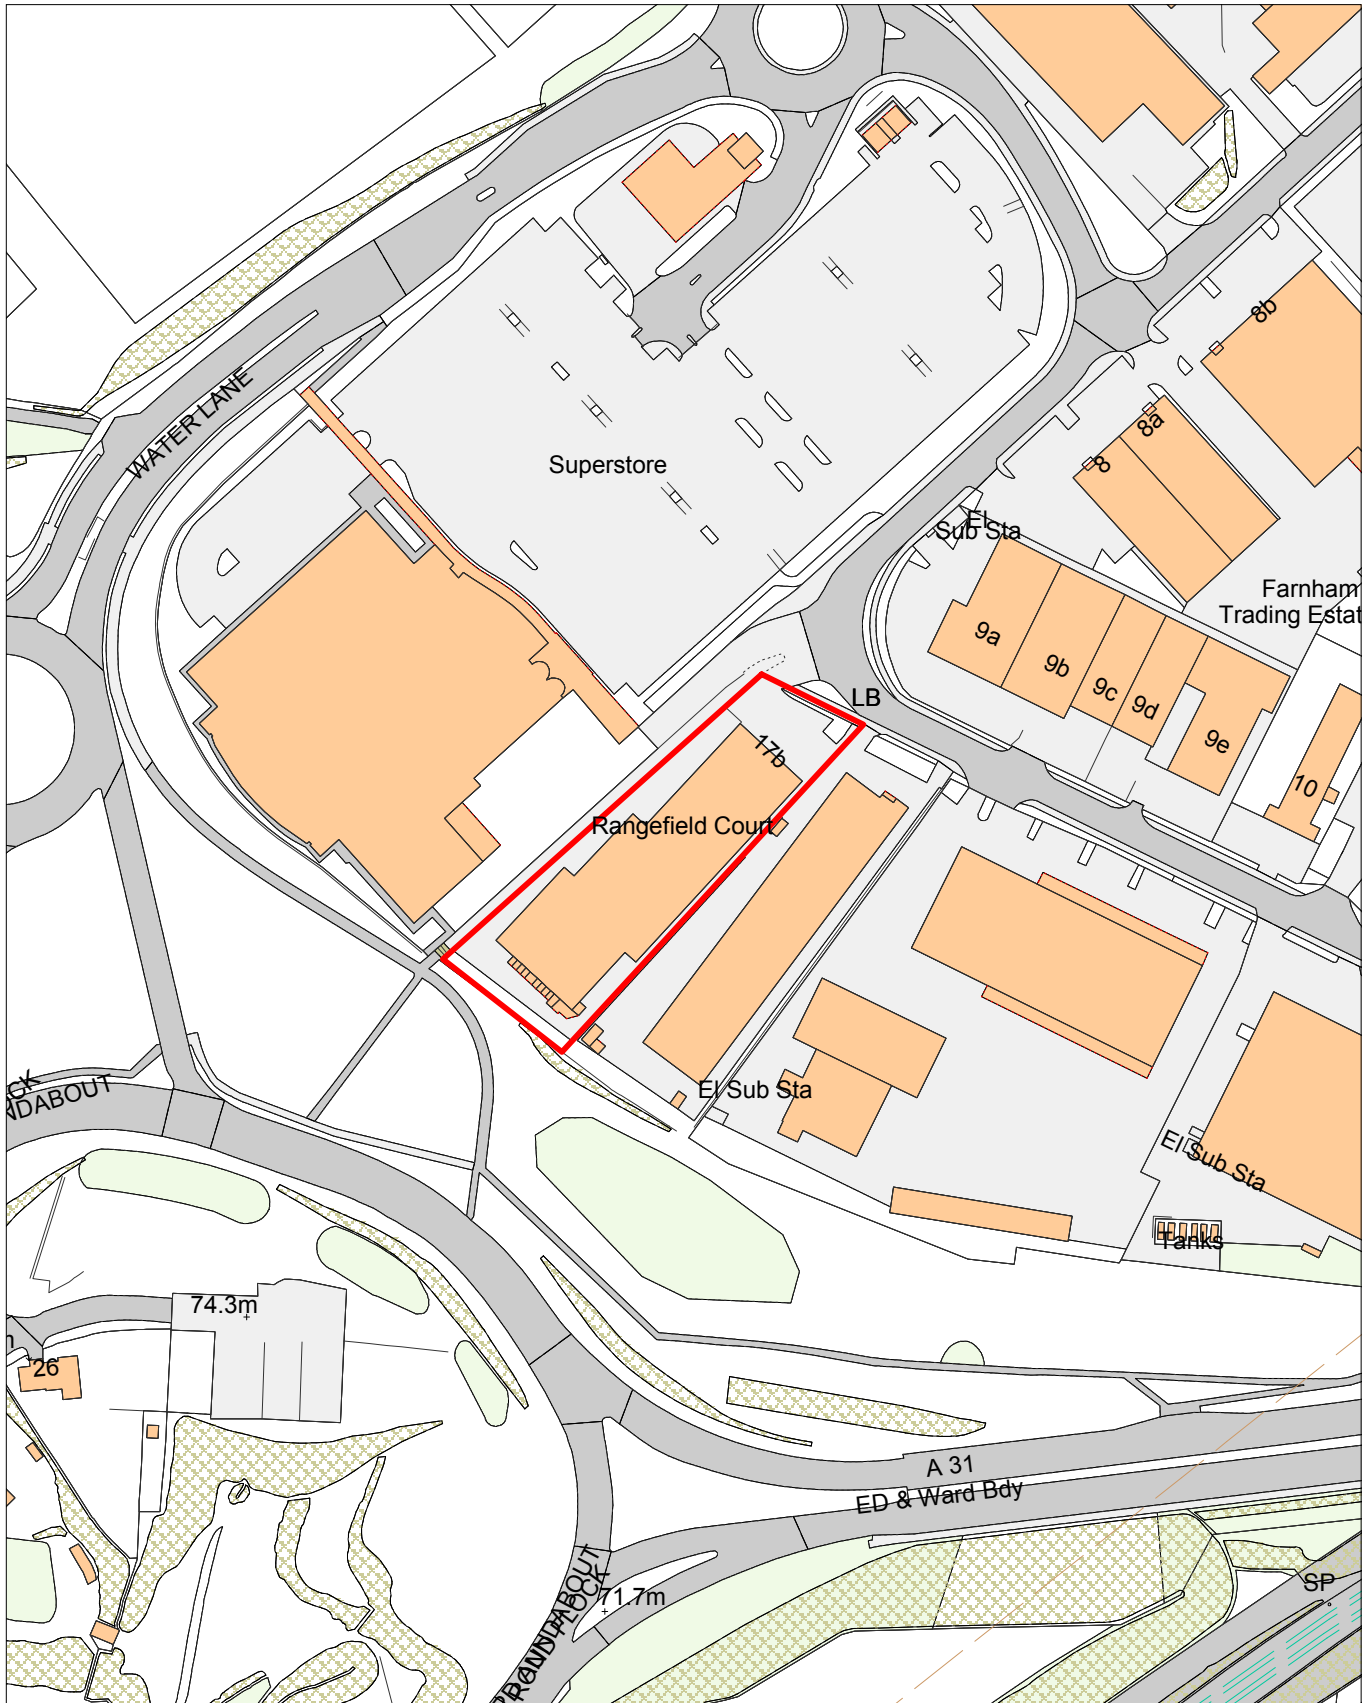 8b
WATER LANE
8a
8
Superstore
El
Sub Sta
Farnham
Trading Estat
9a
9b
9c
9d
9e
LB
17b
10
Rangefield Court
El Sub Sta
NDABOUT
El Sub Sta
Tanks
74.3m
26
A 31
ED & Ward Bdy
SP
71.7m